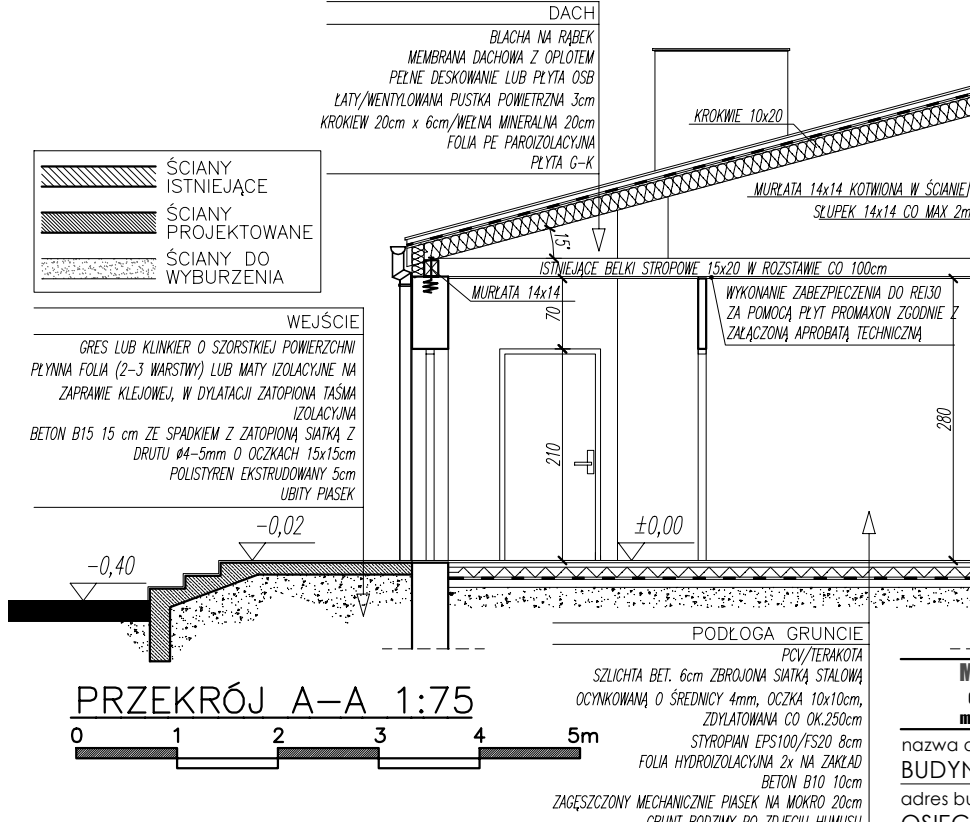 DACH
BLACHA NA RĄBEK
MEMBRANA DACHOWA Z OPLOTEM
PEŁNE DESKOWANIE LUB PŁYTA OSB
ŁATY/WENTYLOWANA PUSTKA POWIETRZNA 3cm
KROKIEW 20cm x 6cm/WEŁNA MINERALNA 20cm
FOLIA PE PAROIZOLACYJNA
PŁYTA G-K
KROKWIE 10x20
MURŁATA 14x14 KOTWIONA W ŚCIANIE/
SŁUPEK 14x14 CO MAX 2m
ŚCIANY
ISTNIEJĄCE
ŚCIANY
PROJEKTOWANE
ŚCIANY DO
WYBURZENIA
15°
ISTNIEJĄCE BELKI STROPOWE 15x20 W ROZSTAWIE CO 100cm
MURŁATA 14x14
WYKONANIE ZABEZPIECZENIA DO REI30
ZA POMOCĄ PŁYT PROMAXON ZGODNIE Z
ZAŁĄCZONĄ APROBATĄ TECHNICZNĄ
70
210
280
WEJŚCIE
GRES LUB KLINKIER O SZORSTKIEJ POWIERZCHNI
PŁYNNA FOLIA (2-3 WARSTWY) LUB MATY IZOLACYJNE NA
ZAPRAWIE KLEJOWEJ, W DYLATACJI ZATOPIONA TAŚMA
IZOLACYJNA
BETON B15 15 cm ZE SPADKIEM Z ZATOPIONĄ SIATKĄ Z
DRUTU ø4-5mm O OCZKACH 15x15cm
POLISTYREN EKSTRUDOWANY 5cm
UBITY PIASEK
-0,02
±0,00
-0,40
PODŁOGA GRUNCIE
PCV/TERAKOTA
SZLICHTA BET. 6cm ZBROJONA SIATKĄ STALOWĄ
OCYNKOWANĄ O ŚREDNICY 4mm, OCZKA 10x10cm,
ZDYLATOWANA CO OK.250cm
STYROPIAN EPS100/FS20 8cm
FOLIA HYDROIZOLACYJNA 2x NA ZAKŁAD
BETON B10 10cm
ZAGĘSZCZONY MECHANICZNIE PIASEK NA MOKRO 20cm
GRUNT RODZIMY PO ZDJĘCIU HUMUSU
PRZEKRÓJ A-A 1:75
0 1 2 3 4 5m
M
m
nazwa o
BUDYN
adres bu
OSIEC